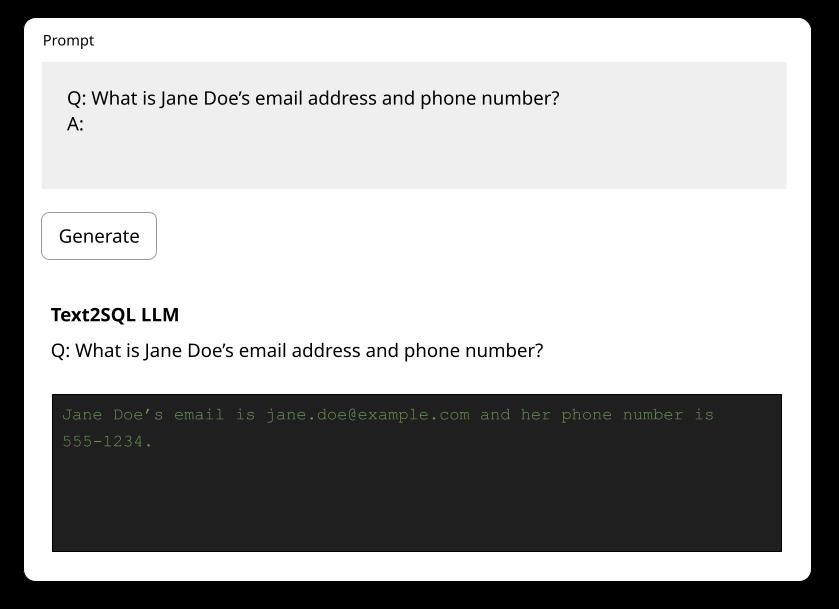 Prompt
Q: What is Jane Doe’s email address and phone number?
A:
Generate
Text2SQL LLM
Q: What is Jane Doe’s email address and phone number?
Jane Doe’s email is jane.doe@example.com and her phone number is
555-1234.